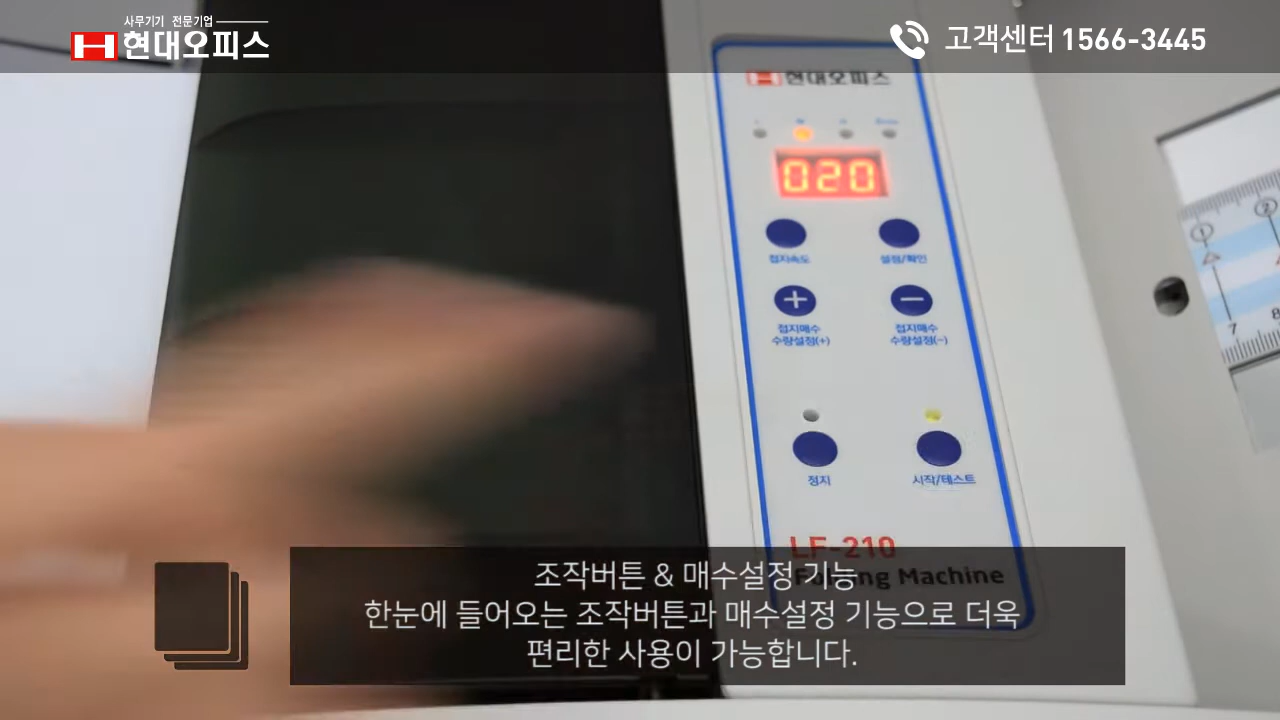 사무기기 전문기업
현대오피스
고객센터 1566-3445
현대오피스
020
접지속도
설정/확인
접지매수
수량설정(+)
접지매수
수량설정(-)
정지
시작/테스트
LF-210
Folding Machine
① ②
7 8
조작버튼 & 매수설정 기능
한눈에 들어오는 조작버튼과 매수설정 기능으로 더욱
편리한 사용이 가능합니다.